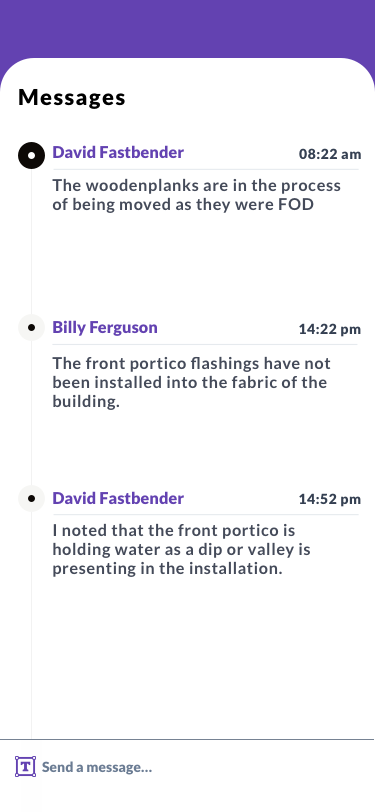 Messages
David Fastbender 08:22 am
The woodenplanks are in the process
of being moved as they were FOD
Billy Ferguson 14:22 pm
The front portico flashings have not
been installed into the fabric of the
building.
David Fastbender 14:52 pm
I noted that the front portico is
holding water as a dip or valley is
presenting in the installation.
T Send a message...